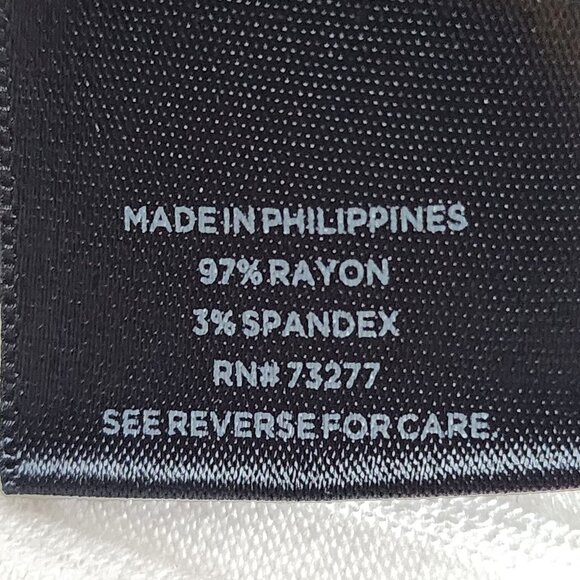 MADE IN PHILIPPINES
97% RAYON
3% SPANDEX
RN# 73277
SEE REVERSE FOR CARE.